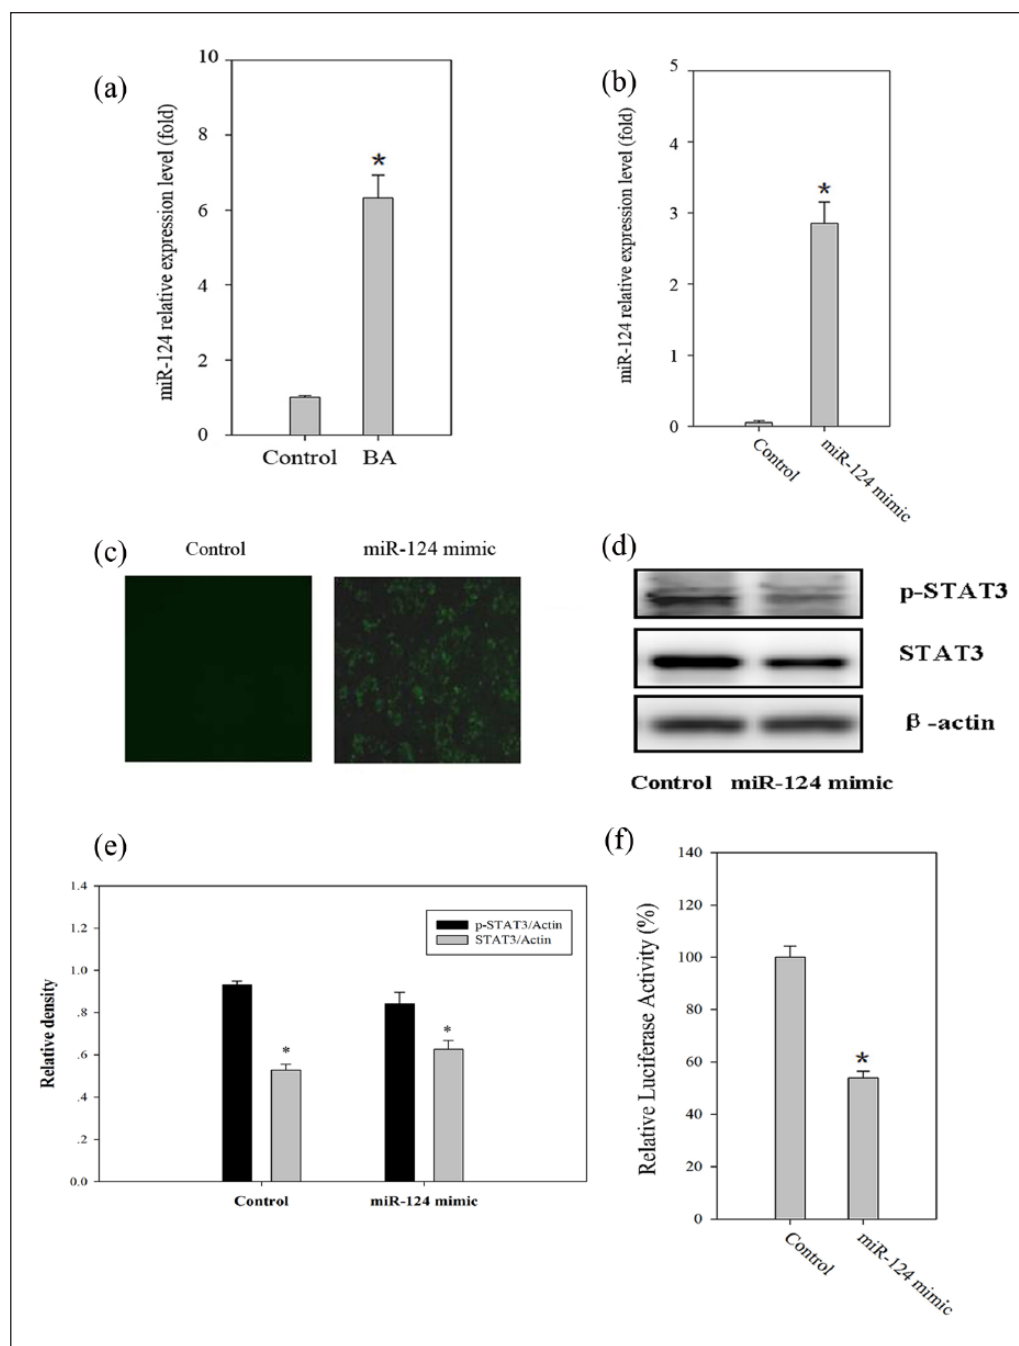 (a)
miR-124 relative expression level (fold)
10
8
6
4
2
0
*
Control BA
(b)
miR-124 relative expression level (fold)
5
4
3
2
1
0
*
Control
miR-124 mimic
(c)
Control miR-124 mimic
(d)
p-STAT3
STAT3
β -actin
Control miR-124 mimic
(e)
Relative density
1.4
1.2
1.0
.8
.6
.4
.2
0.0
p-STAT3/Actin
STAT3/Actin
*
*
Control miR-124 mimic
(f)
Relative Luciferase Activity (%)
140
120
100
80
60
40
20
0
*
Control
miR-124 mimic